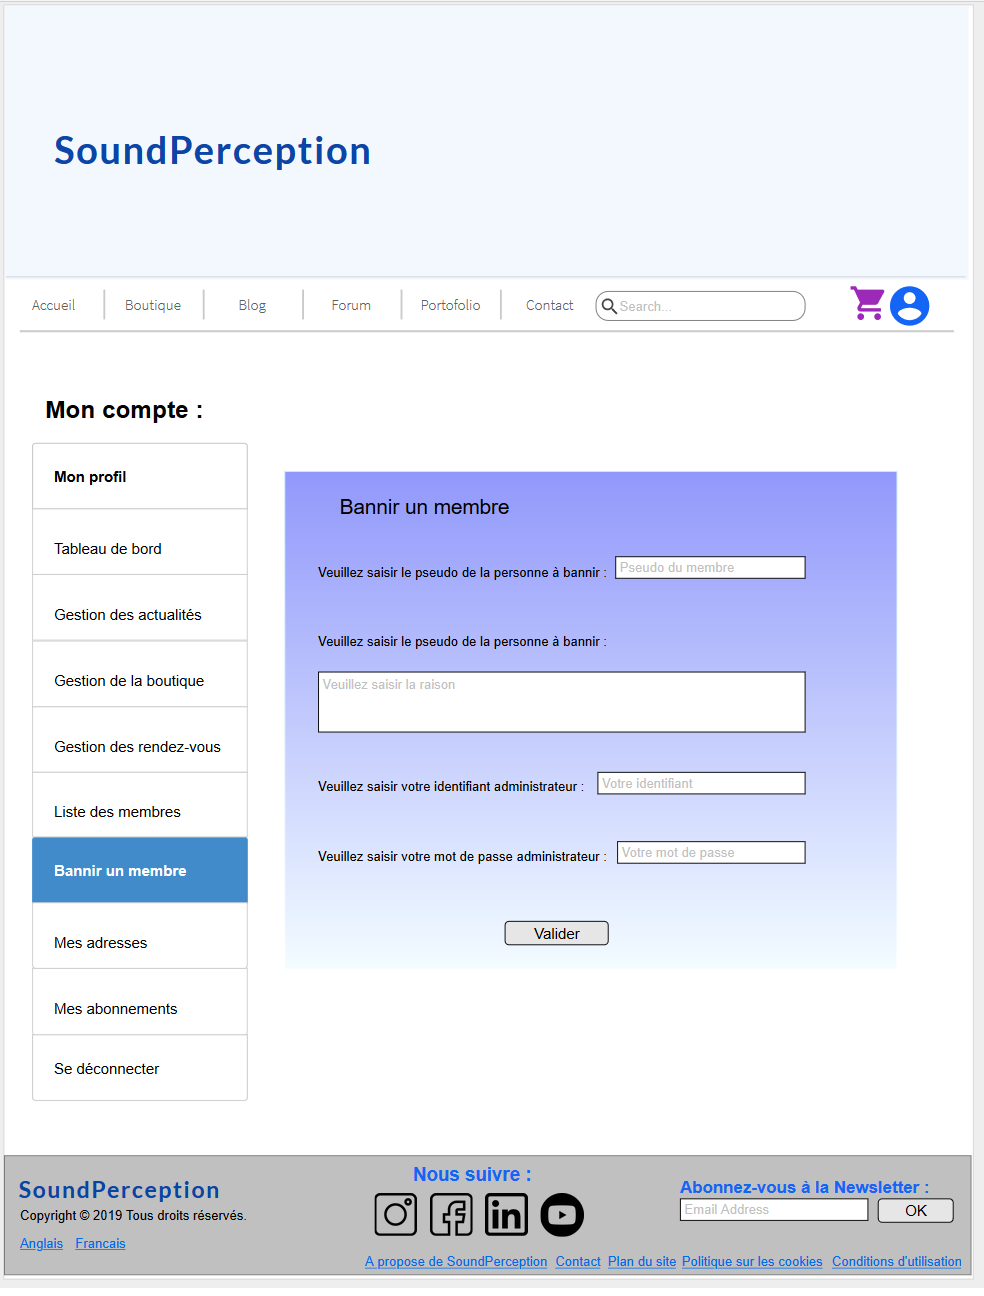 SoundPerception
Accueil Boutique Blog Forum Portofolio Contact Search...
Mon compte :
Mon profil
Tableau de bord
Gestion des actualités
Gestion de la boutique
Gestion des rendez-vous
Liste des membres
Bannir un membre
Mes adresses
Mes abonnements
Se déconnecter
Bannir un membre
Veuillez saisir le pseudo de la personne à bannir : Pseudo du membre
Veuillez saisir le pseudo de la personne à bannir :
Veuillez saisir la raison
Veuillez saisir votre identifiant administrateur : Votre identifiant
Veuillez saisir votre mot de passe administrateur : Votre mot de passe
Valider
SoundPerception
Copyright © 2019 Tous droits réservés.
Anglais Francais
Nous suivre :
in
Abonnez-vous à la Newsletter :
Email Address OK
A propose de SoundPerception Contact Plan du site Politique sur les cookies Conditions d'utilisation